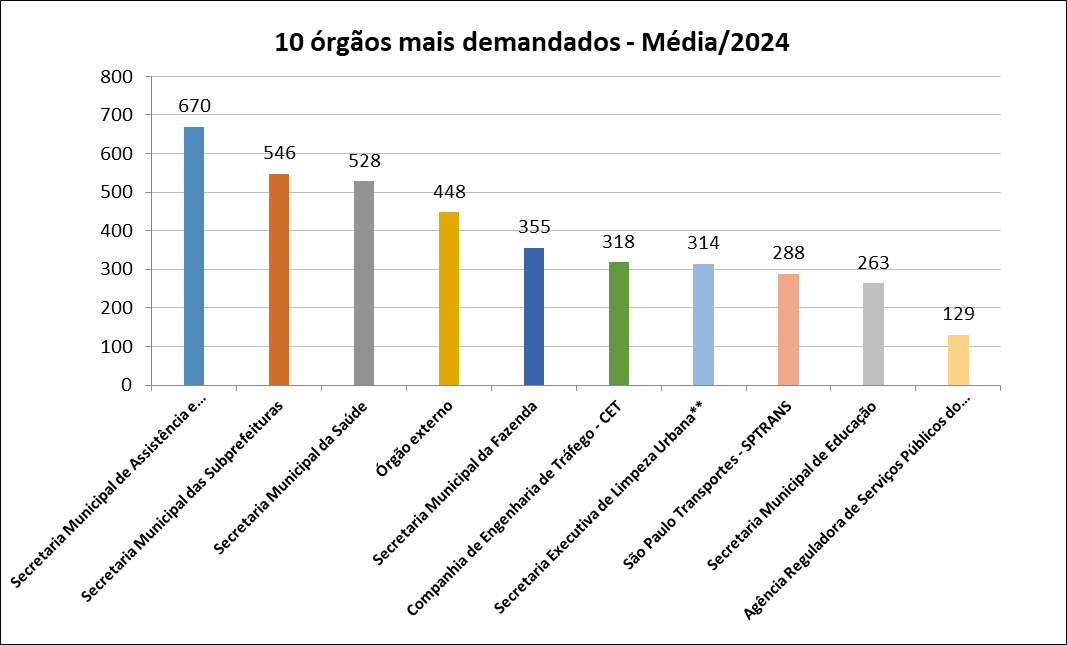 10 órgãos mais demandados - Média/2024
800
700
600
500
400
300
200
100
0
670
546
528
448
355
318
314
288
263
129
Secretaria Municipal de Assistência e...
Secretaria Municipal das Subprefeituras
Secretaria Municipal da Saúde
Órgão externo
Secretaria Municipal da Fazenda
Companhia de Engenharia de Tráfego - CET
Secretaria Executiva de Limpeza Urbana**
São Paulo Transportes - SPTRANS
Secretaria Municipal de Educação
Agência Reguladora de Serviços Públicos do...